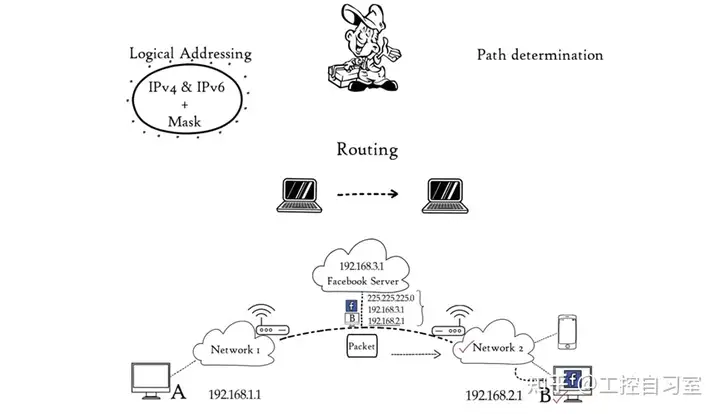 Logical Addressing
IPv4 & IPv6
+
Mask
Path determination
Routing
192.168.3.1
Facebook Server
225.225.225.0
f
192.168.3.1
B
192.168.2.1
Network 1
Packet
Network 2
A
192.168.1.1
192.168.2.1
B
f
知乎 @工控自习室